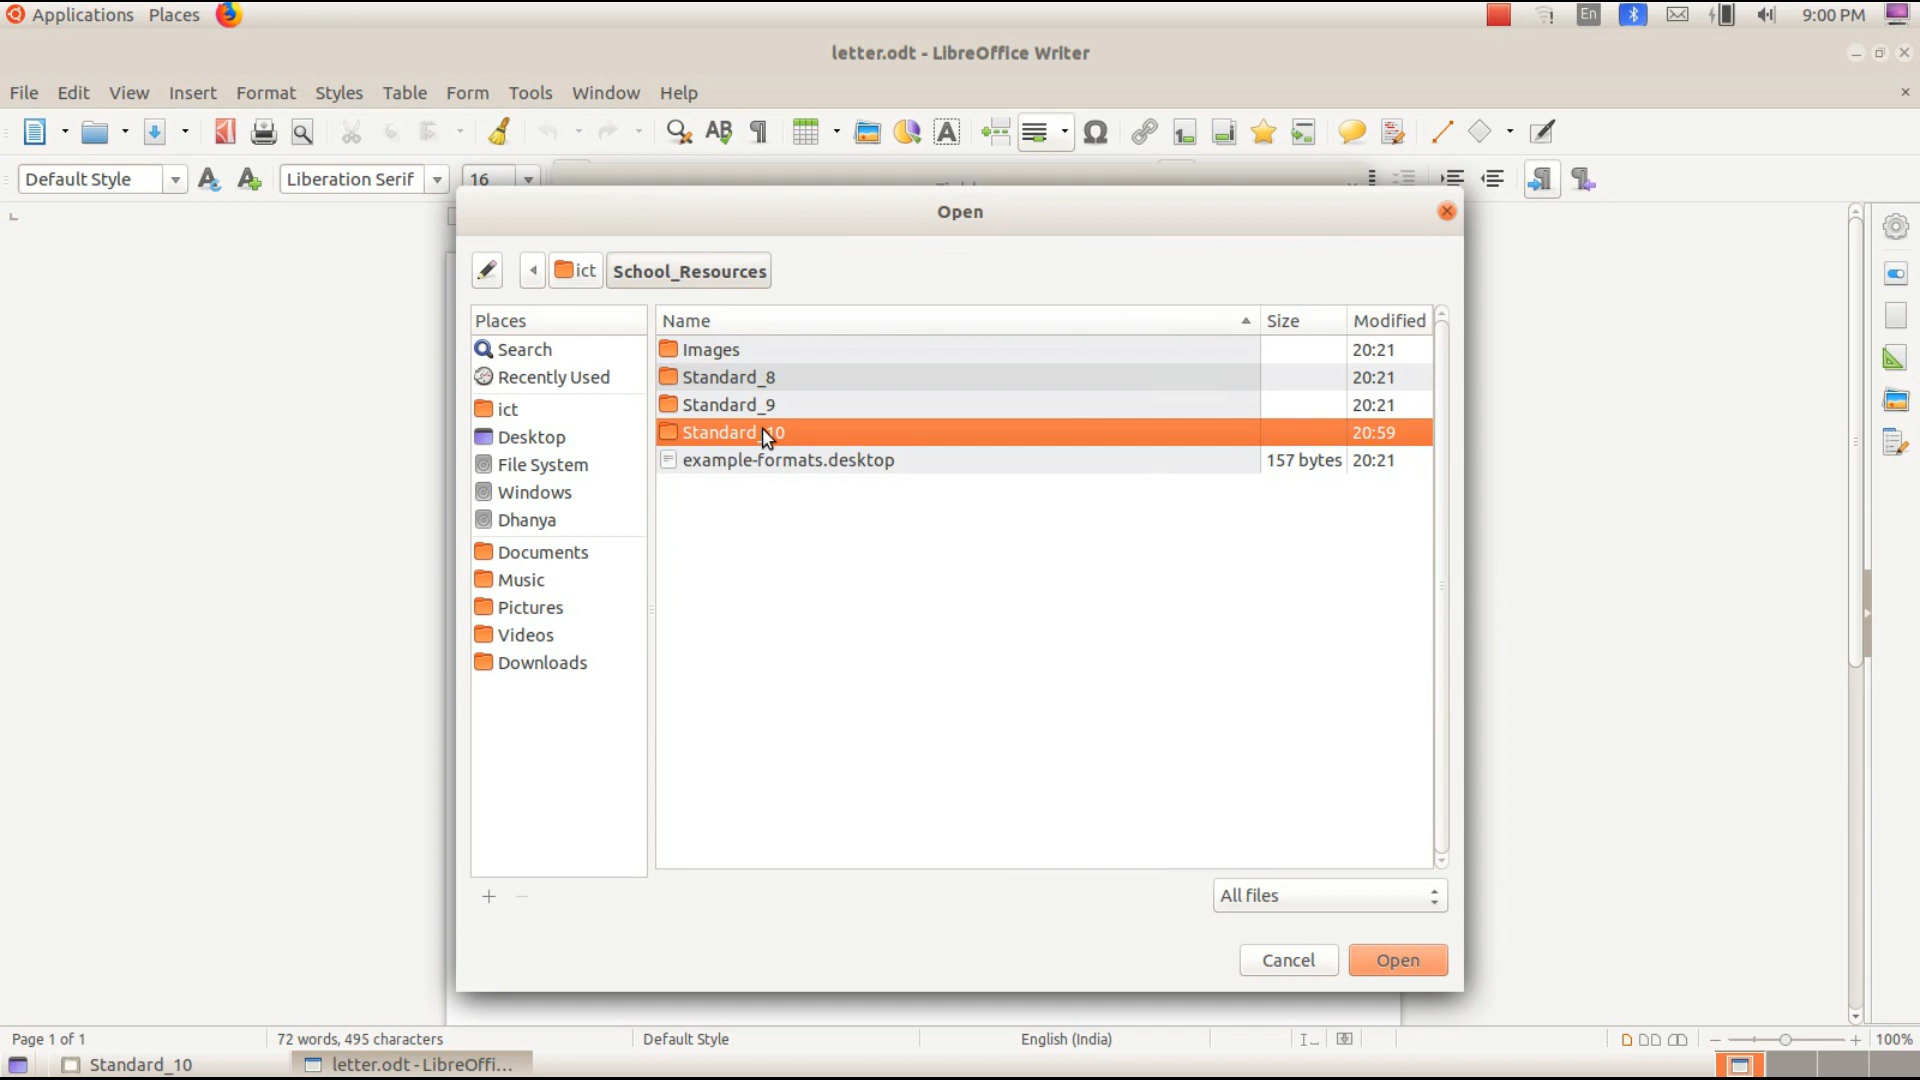 Applications Places En 9:00 PM
letter.odt - LibreOffice Writer
File Edit View Insert Format Styles Table Form Tools Window Help
Default Style Liberation Serif 16
Open
ict School_Resources
Places Name Size Modified
Search Images 20:21
Recently Used Standard_8 20:21
ict Standard_9 20:21
Desktop Standard_10 20:59
File System example-formats.desktop 157 bytes 20:21
Windows
Dhanya
Documents
Music
Pictures
Videos
Downloads
All files
Cancel Open
Page 1 of 1 72 words, 495 characters Default Style English (India) 100%
Standard_10 letter.odt - LibreOffi...